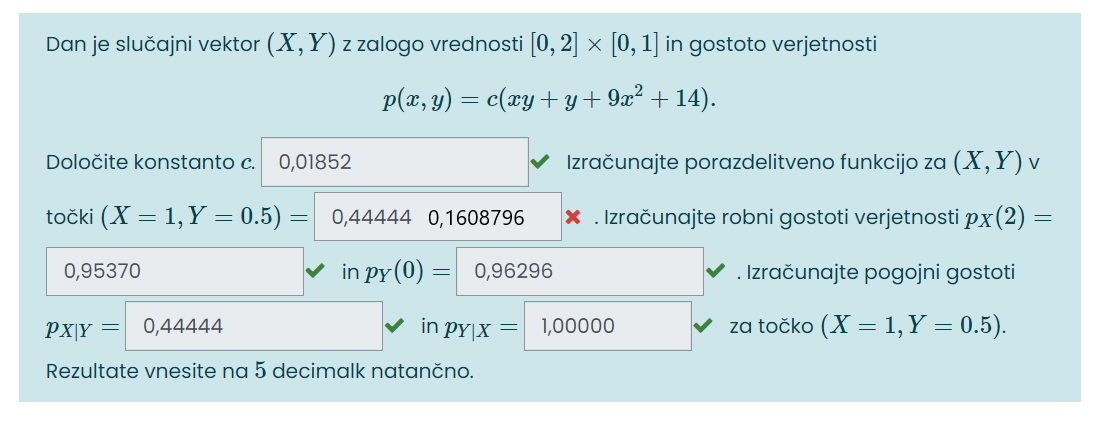 Dan je slučajni vektor (X, Y) z zalogo vrednosti [0, 2] × [0, 1] in gostoto verjetnosti
p(x, y) = c(xy + y + 9x² + 14).
Določite konstanto c. 0,01852 ✔ Izračunajte porazdelitveno funkcijo za (X, Y) v
točki (X = 1, Y = 0.5) = 0,44444 0,1608796 ✖ . Izračunajte robni gostoti verjetnosti p_X(2) =
0,95370 ✔ in p_Y(0) = 0,96296 ✔ . Izračunajte pogojni gostoti
p_{X|Y} = 0,44444 ✔ in p_{Y|X} = 1,00000 ✔ za točko (X = 1, Y = 0.5).
Rezultate vnesite na 5 decimalk natančno.